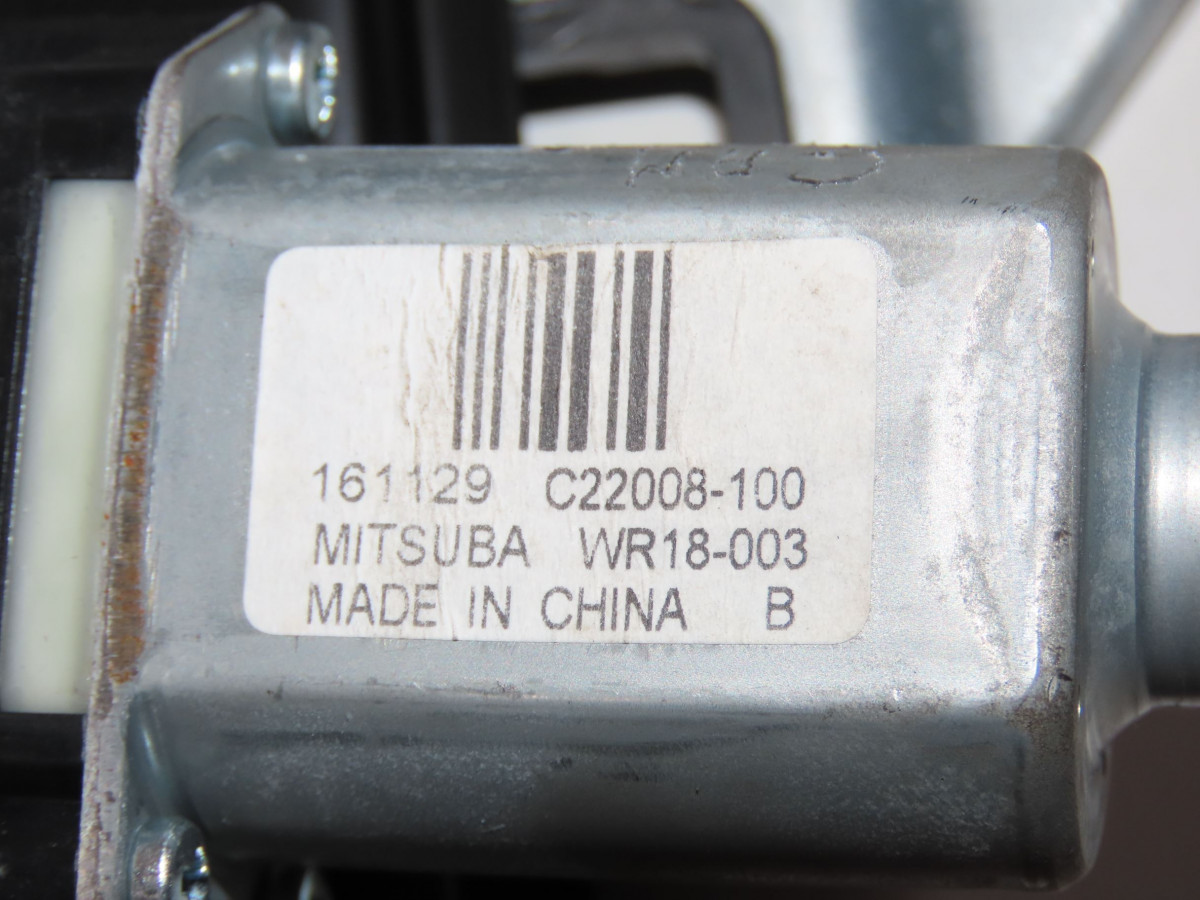 161129 C22008-100
MITSUBA WR18-003
MADE IN CHINA B